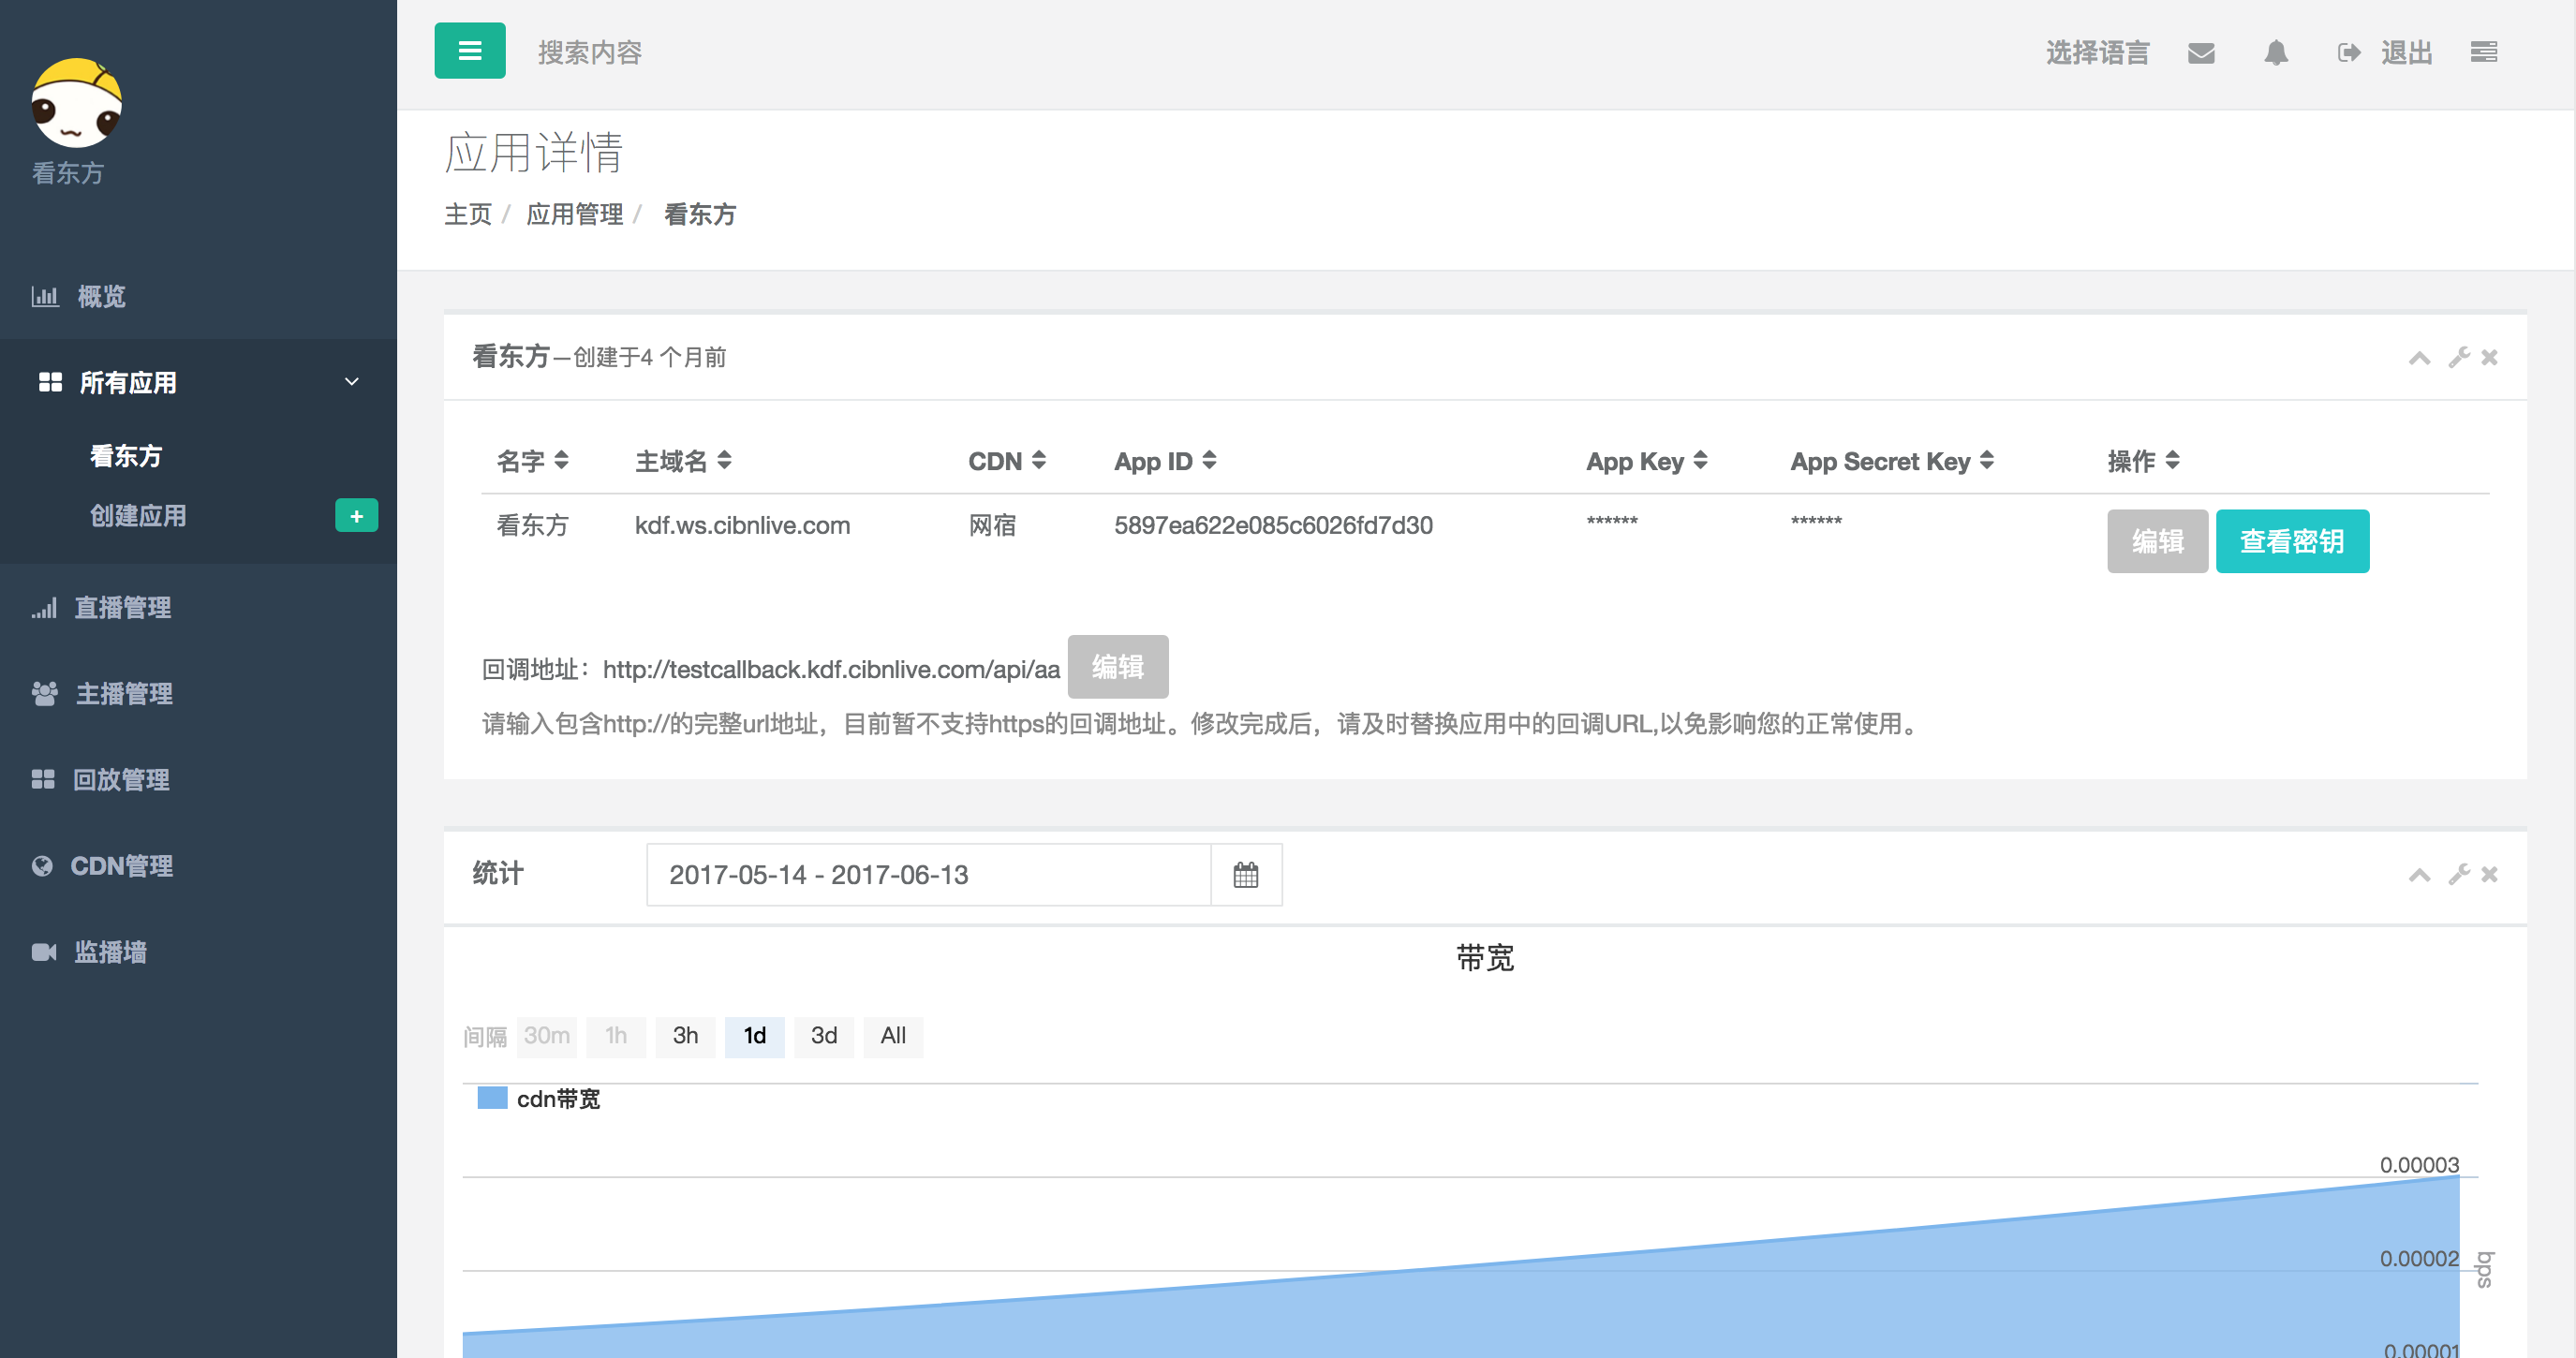 搜索内容
选择语言 退出
看东方
应用详情
主页 / 应用管理 / 看东方
概览
所有应用
看东方
创建应用 +
直播管理
主播管理
回放管理
CDN管理
监播墙
看东方—创建于4 个月前
名字 主域名 CDN App ID App Key App Secret Key 操作
看东方 kdf.ws.cibnlive.com 网宿 5897ea622e085c6026fd7d30 ****** ****** 编辑 查看密钥
回调地址：http://testcallback.kdf.cibnlive.com/api/aa 编辑
请输入包含http://的完整url地址，目前暂不支持https的回调地址。修改完成后，请及时替换应用中的回调URL,以免影响您的正常使用。
统计 2017-05-14 - 2017-06-13
带宽
间隔 30m 1h 3h 1d 3d All
cdn带宽
0.00003
0.00002
bps
0.00001